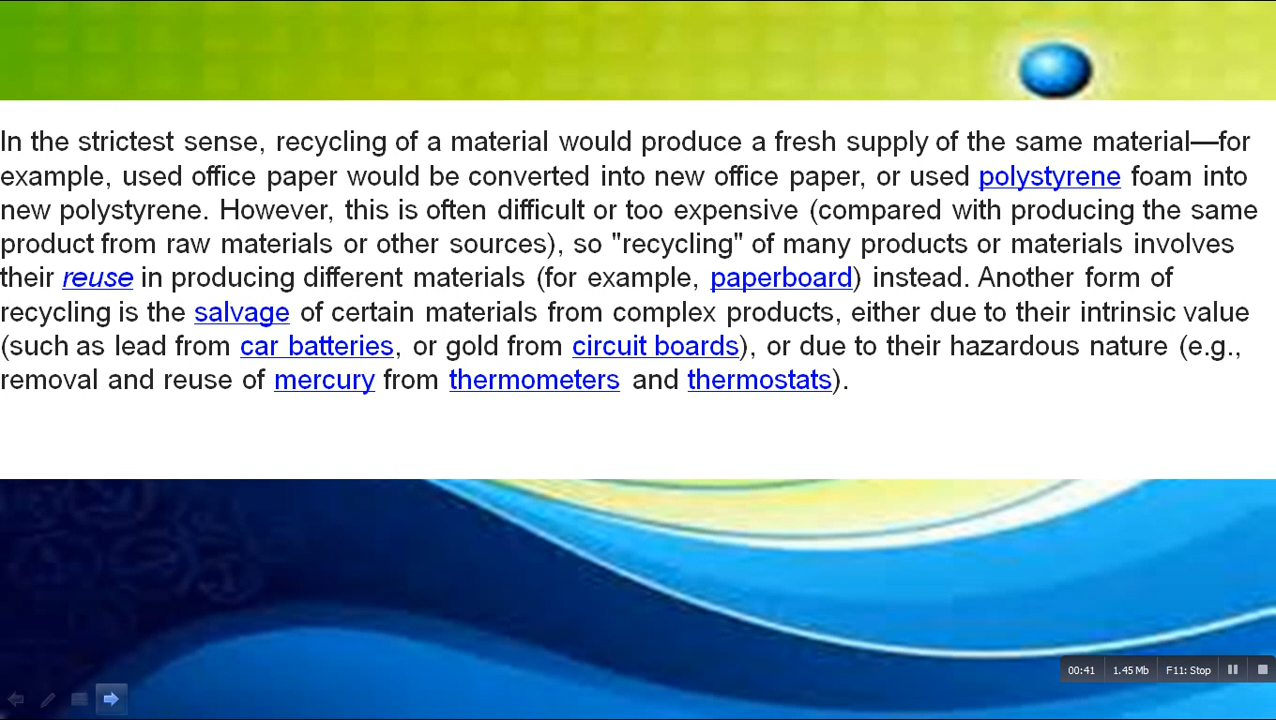 In the strictest sense, recycling of a material would produce a fresh supply of the same material—for
example, used office paper would be converted into new office paper, or used polystyrene foam into
new polystyrene. However, this is often difficult or too expensive (compared with producing the same
product from raw materials or other sources), so "recycling" of many products or materials involves
their reuse in producing different materials (for example, paperboard) instead. Another form of
recycling is the salvage of certain materials from complex products, either due to their intrinsic value
(such as lead from car batteries, or gold from circuit boards), or due to their hazardous nature (e.g.,
removal and reuse of mercury from thermometers and thermostats).
00:41 1.45 Mb F11: Stop